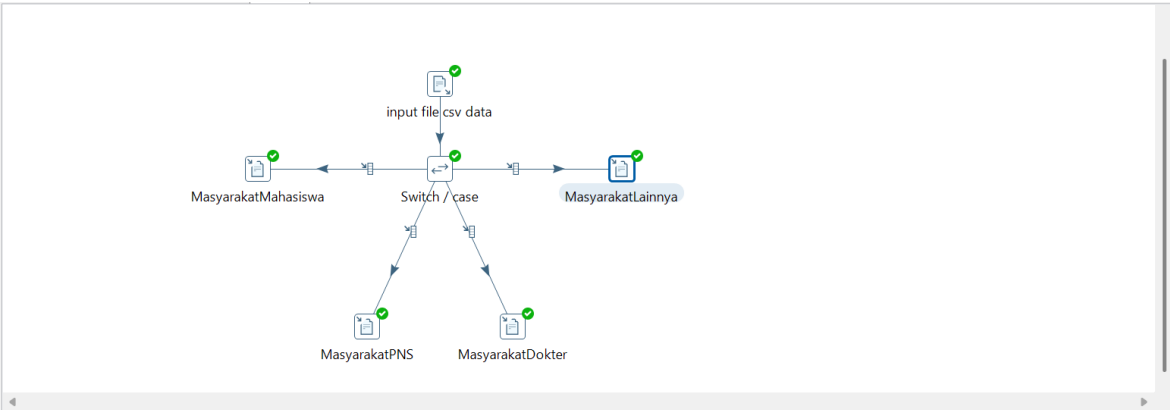 input file csv data
MasyarakatMahasiswa
Switch / case
MasyarakatLainnya
MasyarakatPNS
MasyarakatDokter